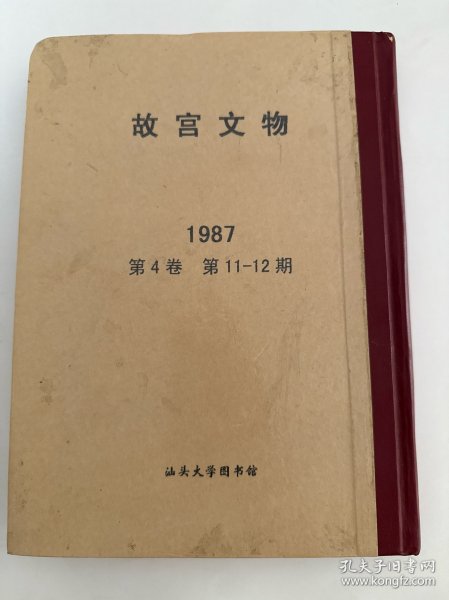 故宫文物
1987
第4卷 第11-12期
汕头大学图书馆
孔夫子旧书网
www.kongfz.com